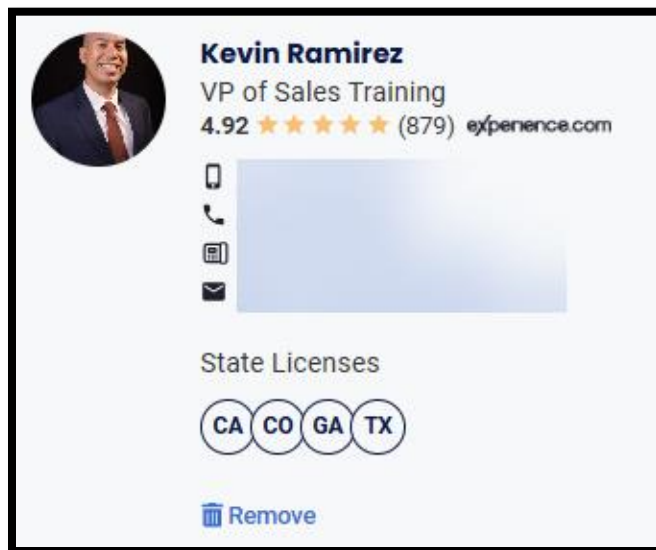 Kevin Ramirez
VP of Sales Training
4.92 (879) experience.com
State Licenses
CA CO GA TX
Remove